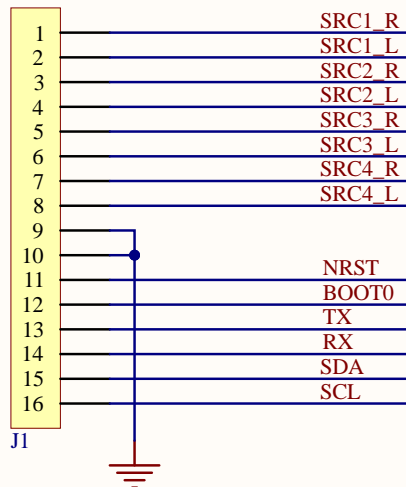 1 SRC1_R
2 SRC1_L
3 SRC2_R
4 SRC2_L
5 SRC3_R
6 SRC3_L
7 SRC4_R
8 SRC4_L
9
10
11 NRST
12 BOOT0
13 TX
14 RX
15 SDA
16 SCL
J1